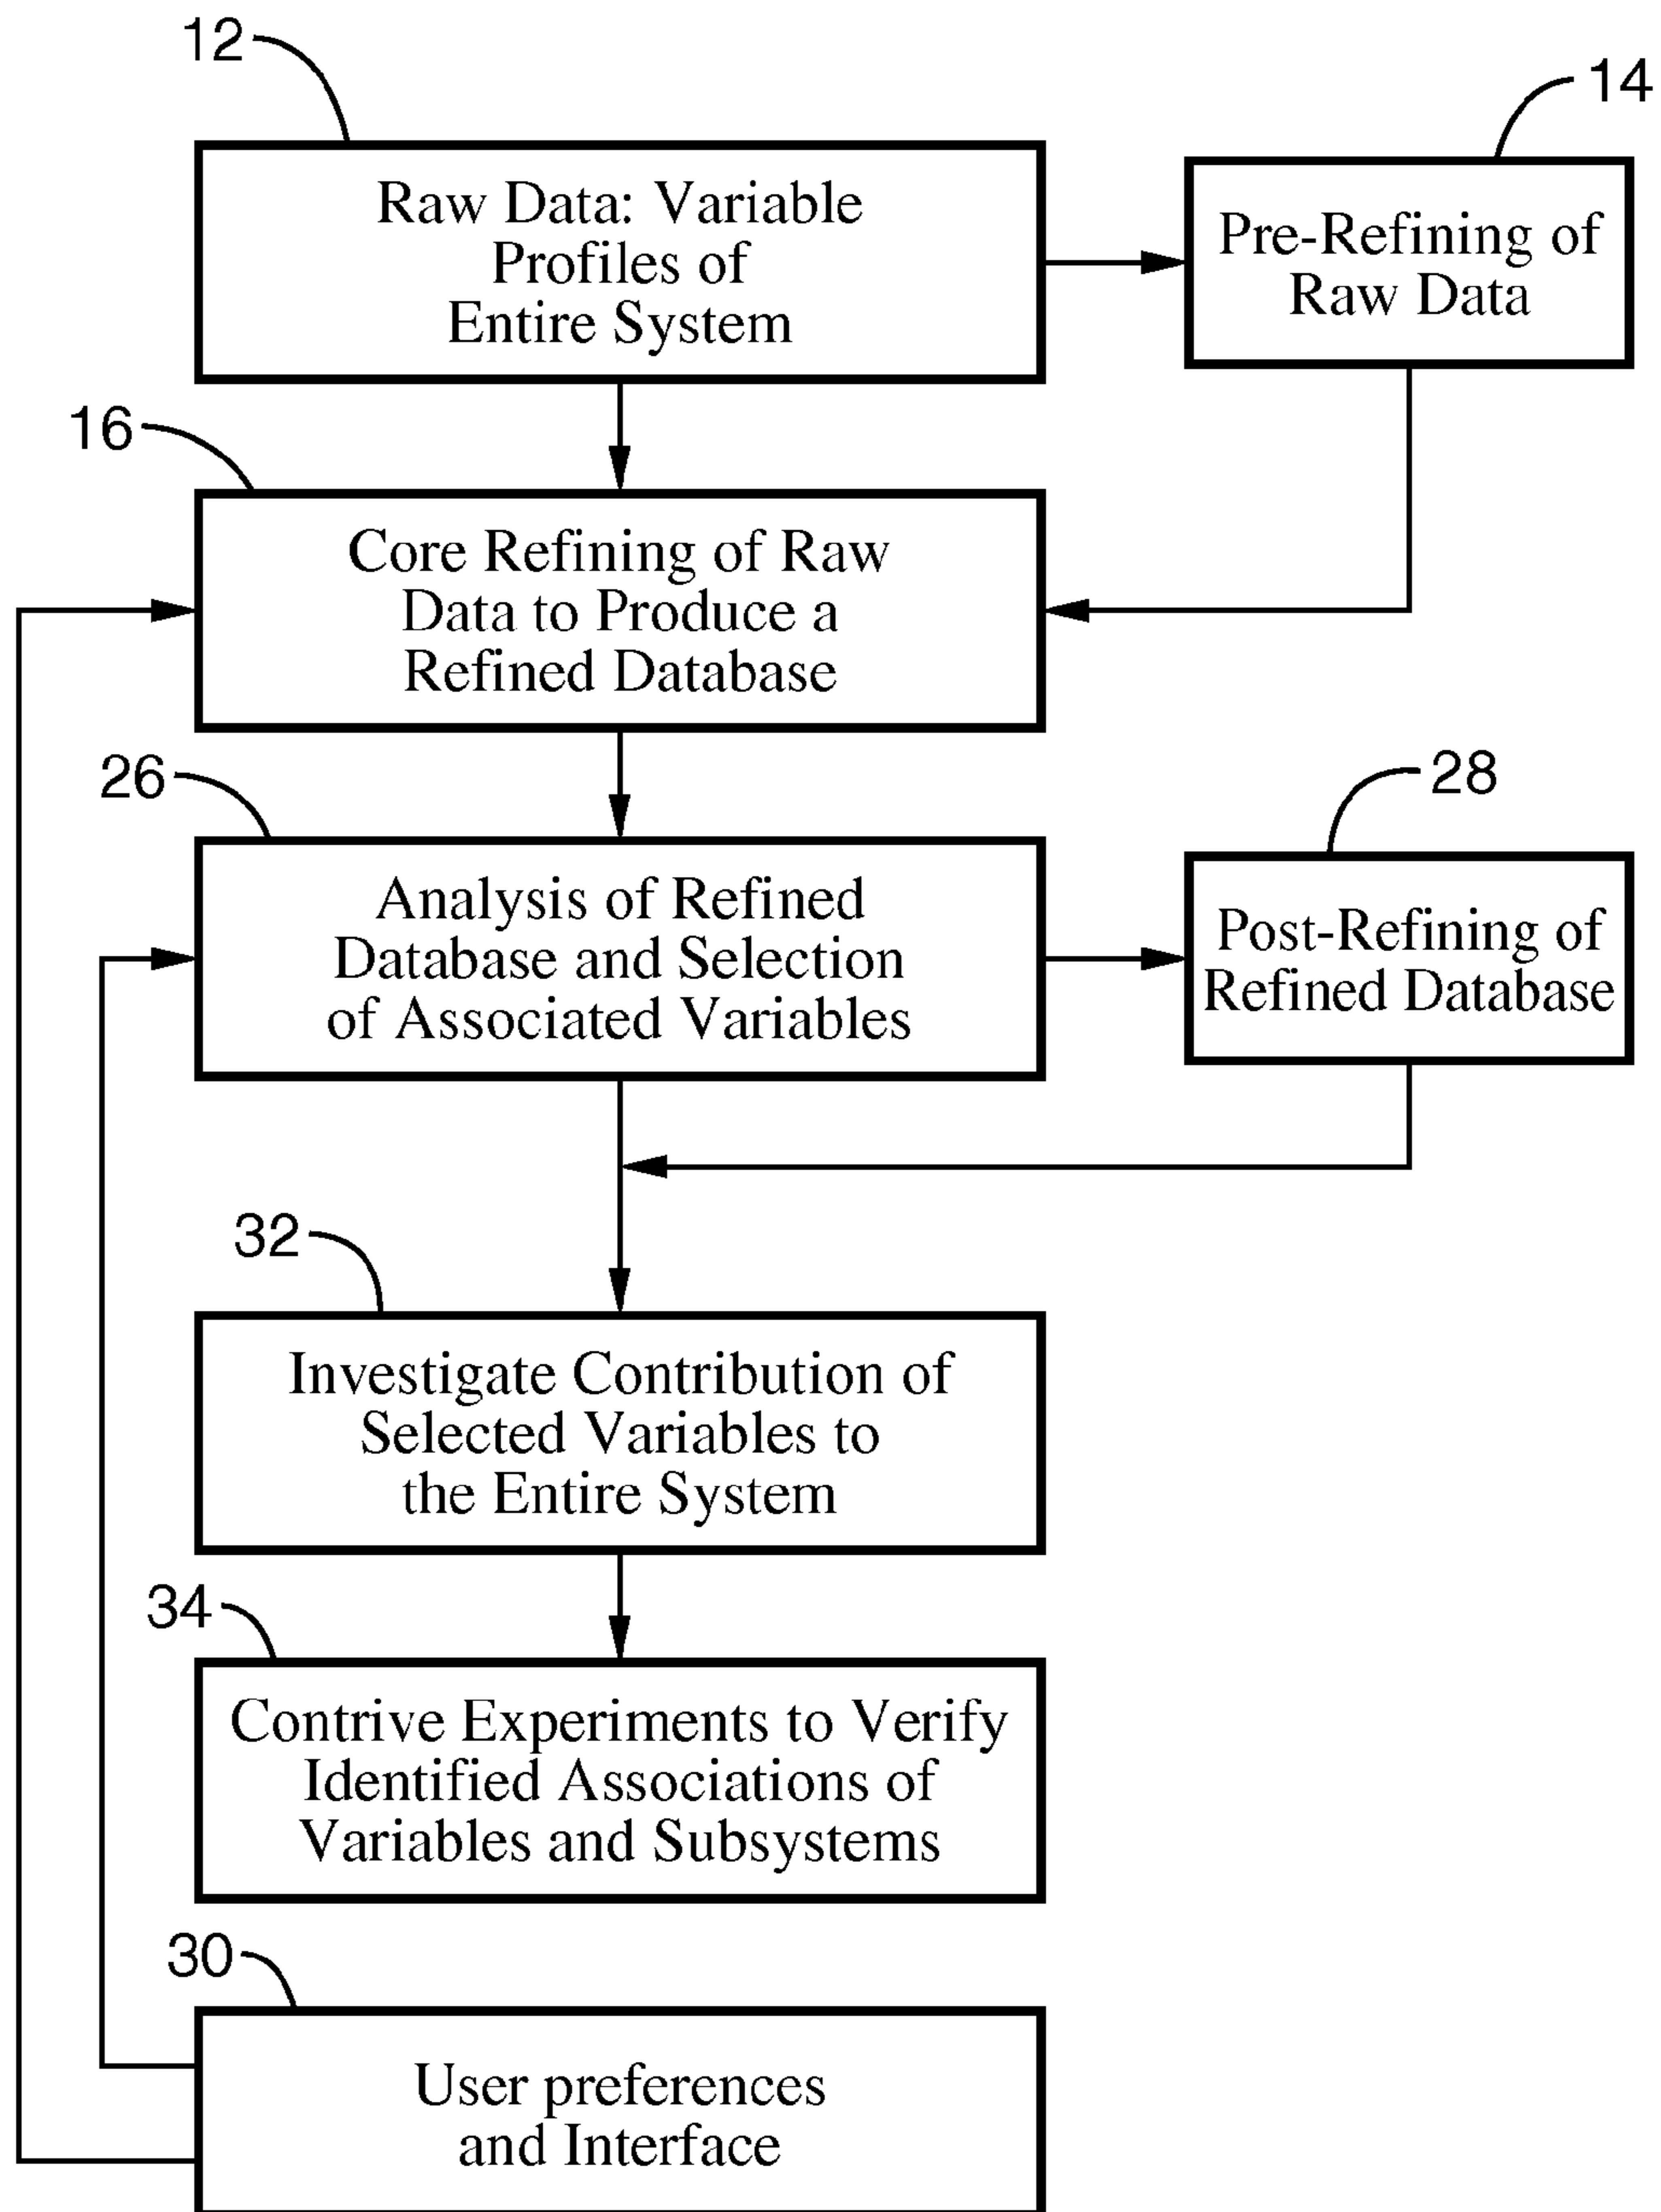 12
14
Raw Data: Variable
Profiles of
Entire System
Pre-Refining of
Raw Data
16
Core Refining of Raw
Data to Produce a
Refined Database
26
28
Analysis of Refined
Database and Selection
of Associated Variables
Post-Refining of
Refined Database
32
Investigate Contribution of
Selected Variables to
the Entire System
34
Contrive Experiments to Verify
Identified Associations of
Variables and Subsystems
30
User preferences
and Interface